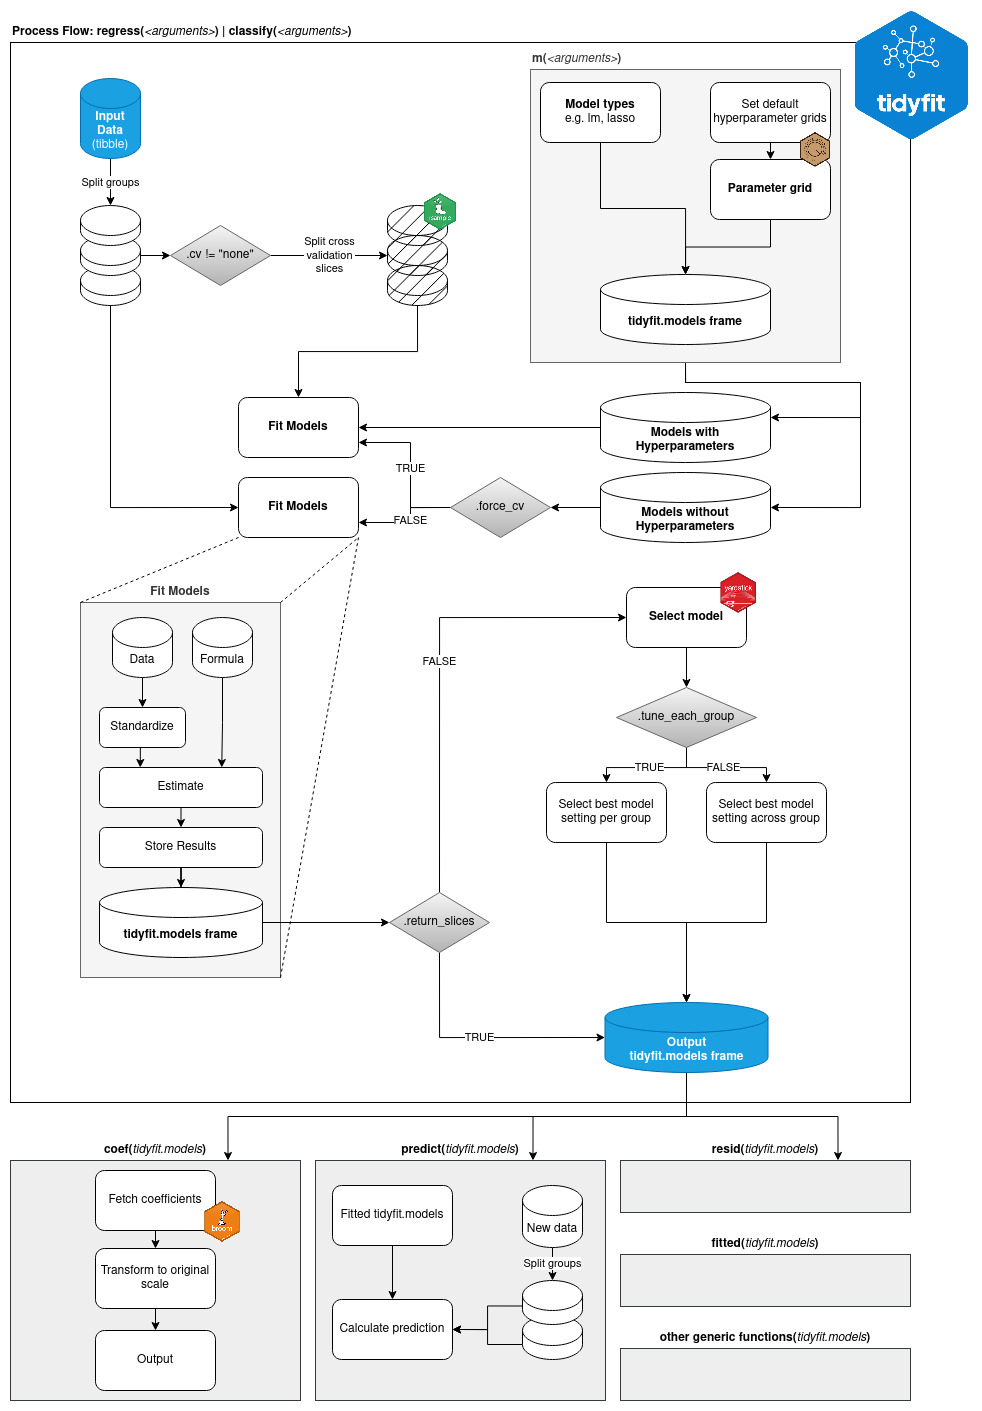 Process Flow: regress(<arguments>) | classify(<arguments>)
tidyfit
m(<arguments>)
Input
Data
(tibble)
Split groups
.cv != "none"
Split cross
validation
slices
rsample
Model types
e.g. lm, lasso
Set default
hyperparameter grids
Parameter grid
tidyfit.models frame
Fit Models
Models with
Hyperparameters
TRUE
Fit Models
FALSE
.force_cv
Models without
Hyperparameters
Fit Models
Data
Formula
Standardize
Estimate
Store Results
tidyfit.models frame
.return_slices
FALSE
TRUE
yardstick
Select model
.tune_each_group
TRUE
FALSE
Select best model
setting per group
Select best model
setting across group
Output
tidyfit.models frame
coef(tidyfit.models)
Fetch coefficients
broom
Transform to original
scale
Output
predict(tidyfit.models)
Fitted tidyfit.models
New data
Split groups
Calculate prediction
resid(tidyfit.models)
fitted(tidyfit.models)
other generic functions(tidyfit.models)